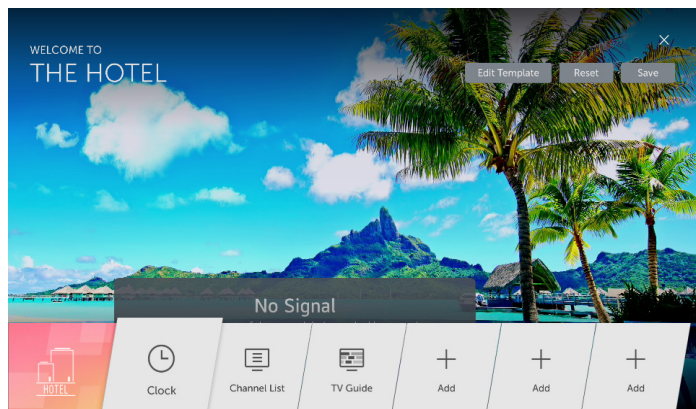 WELCOME TO
THE HOTEL
Edit Template
Reset
Save
No Signal
HOTEL
Clock
Channel List
TV Guide
Add
Add
Add